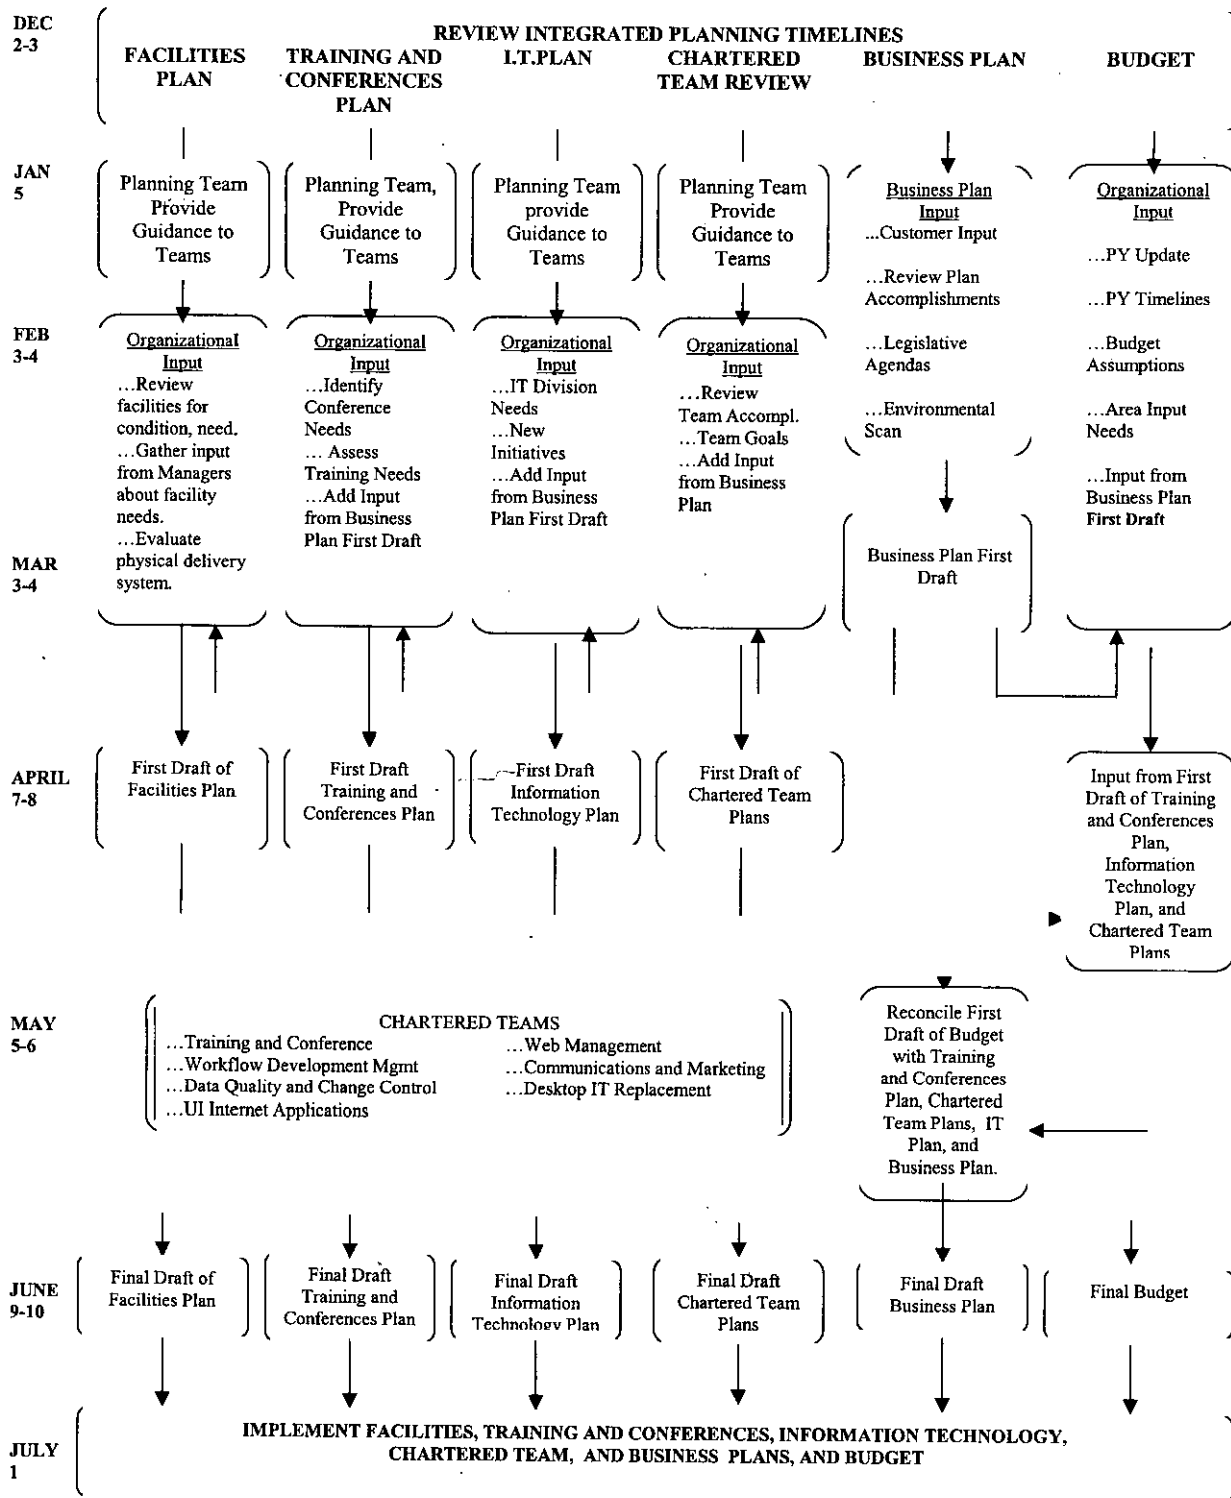 DEC
2-3
REVIEW INTEGRATED PLANNING TIMELINES
FACILITIES
PLAN
TRAINING AND
CONFERENCES
PLAN
I.T.PLAN
CHARTERED
TEAM REVIEW
BUSINESS PLAN
BUDGET
JAN
5
Planning Team
Provide
Guidance to
Teams
Planning Team,
Provide
Guidance to
Teams
Planning Team
provide
Guidance to
Teams
Planning Team
Provide
Guidance to
Teams
Business Plan
Input
...Customer Input
...Review Plan
Accomplishments
...Legislative
Agendas
...Environmental
Scan
Organizational
Input
...PY Update
...PY Timelines
...Budget
Assumptions
...Area Input
Needs
...Input from
Business Plan
First Draft
FEB
3-4
Organizational
Input
...Review
facilities for
condition, need.
...Gather input
from Managers
about facility
needs.
...Evaluate
physical delivery
system.
Organizational
Input
...Identify
Conference
Needs
... Assess
Training Needs
...Add Input
from Business
Plan First Draft
Organizational
Input
...IT Division
Needs
...New
Initiatives
...Add Input
from Business
Plan First Draft
Organizational
Input
...Review
Team Accompl.
...Team Goals
...Add Input
from Business
Plan
MAR
3-4
Business Plan First
Draft
APRIL
7-8
First Draft of
Facilities Plan
First Draft
Training and
Conferences Plan
First Draft
Information
Technology Plan
First Draft of
Chartered Team
Plans
Input from First
Draft of Training
and Conferences
Plan,
Information
Technology
Plan, and
Chartered Team
Plans
MAY
5-6
CHARTERED TEAMS
...Training and Conference
...Workflow Development Mgmt
...Data Quality and Change Control
...UI Internet Applications
...Web Management
...Communications and Marketing
...Desktop IT Replacement
Reconcile First
Draft of Budget
with Training
and Conferences
Plan, Chartered
Team Plans, IT
Plan, and
Business Plan.
JUNE
9-10
Final Draft of
Facilities Plan
Final Draft
Training and
Conferences Plan
Final Draft
Information
Technology Plan
Final Draft
Chartered Team
Plans
Final Draft
Business Plan
Final Budget
JULY
1
IMPLEMENT FACILITIES, TRAINING AND CONFERENCES, INFORMATION TECHNOLOGY,
CHARTERED TEAM, AND BUSINESS PLANS, AND BUDGET